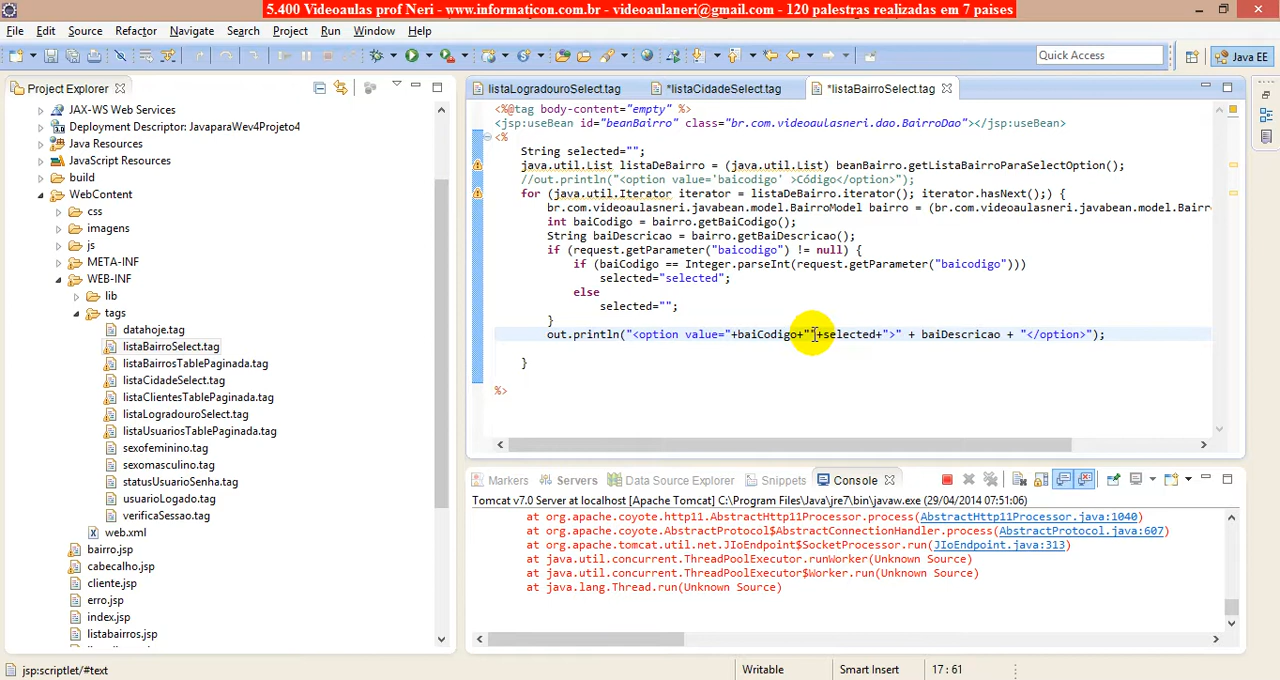 5.400 Videoaulas prof Neri - www.informaticon.com.br - videoaulaneri@gmail.com - 120 palestras realizadas em 7 paises
File Edit Source Refactor Navigate Search Project Run Window Help
Quick Access
Java EE
Project Explorer
JAX-WS Web Services
Deployment Descriptor: JavaparaWev4Projeto4
Java Resources
JavaScript Resources
build
WebContent
css
imagens
js
META-INF
WEB-INF
lib
tags
datahoje.tag
listaBairroSelect.tag
listaBairrosTablePaginada.tag
listaCidadeSelect.tag
listaClientesTablePaginada.tag
listaLogradouroSelect.tag
listaUsuariosTablePaginada.tag
sexofeminino.tag
sexomasculino.tag
statusUsuarioSenha.tag
usuarioLogado.tag
verificaSessao.tag
web.xml
bairro.jsp
cabecalho.jsp
cliente.jsp
erro.jsp
index.jsp
listabairros.jsp
listaLogradouroSelect.tag *listaCidadeSelect.tag *listaBairroSelect.tag
<%@tag body-content="empty" %>
<jsp:useBean id="beanBairro" class="br.com.videoaulasneri.dao.BairroDao"></jsp:useBean>
<%
String selected="";
java.util.List listaDeBairro = (java.util.List) beanBairro.getListaBairroParaSelectOption();
//out.println("<option value='baicodigo' >Código</option>");
for (java.util.Iterator iterator = listaDeBairro.iterator(); iterator.hasNext();) {
br.com.videoaulasneri.javabean.model.BairroModel bairro = (br.com.videoaulasneri.javabean.model.Bairr
int baiCodigo = bairro.getBaiCodigo();
String baiDescricao = bairro.getBaiDescricao();
if (request.getParameter("baicodigo") != null) {
if (baiCodigo == Integer.parseInt(request.getParameter("baicodigo")))
selected="selected";
else
selected="";
}
out.println("<option value="+baiCodigo+""+selected+">" + baiDescricao + "</option>");
}
%>
Markers Servers Data Source Explorer Snippets Console
Tomcat v7.0 Server at localhost [Apache Tomcat] C:\Program Files\Java\jre7\bin\javaw.exe (29/04/2014 07:51:06)
at org.apache.coyote.http11.AbstractHttp11Processor.process(AbstractHttp11Processor.java:1040)
at org.apache.coyote.AbstractProtocol$AbstractConnectionHandler.process(AbstractProtocol.java:607)
at org.apache.tomcat.util.net.JIoEndpoint$SocketProcessor.run(JIoEndpoint.java:313)
at java.util.concurrent.ThreadPoolExecutor.runWorker(Unknown Source)
at java.util.concurrent.ThreadPoolExecutor$Worker.run(Unknown Source)
at java.lang.Thread.run(Unknown Source)
jsp:scriptlet/#text
Writable
Smart Insert
17 : 61